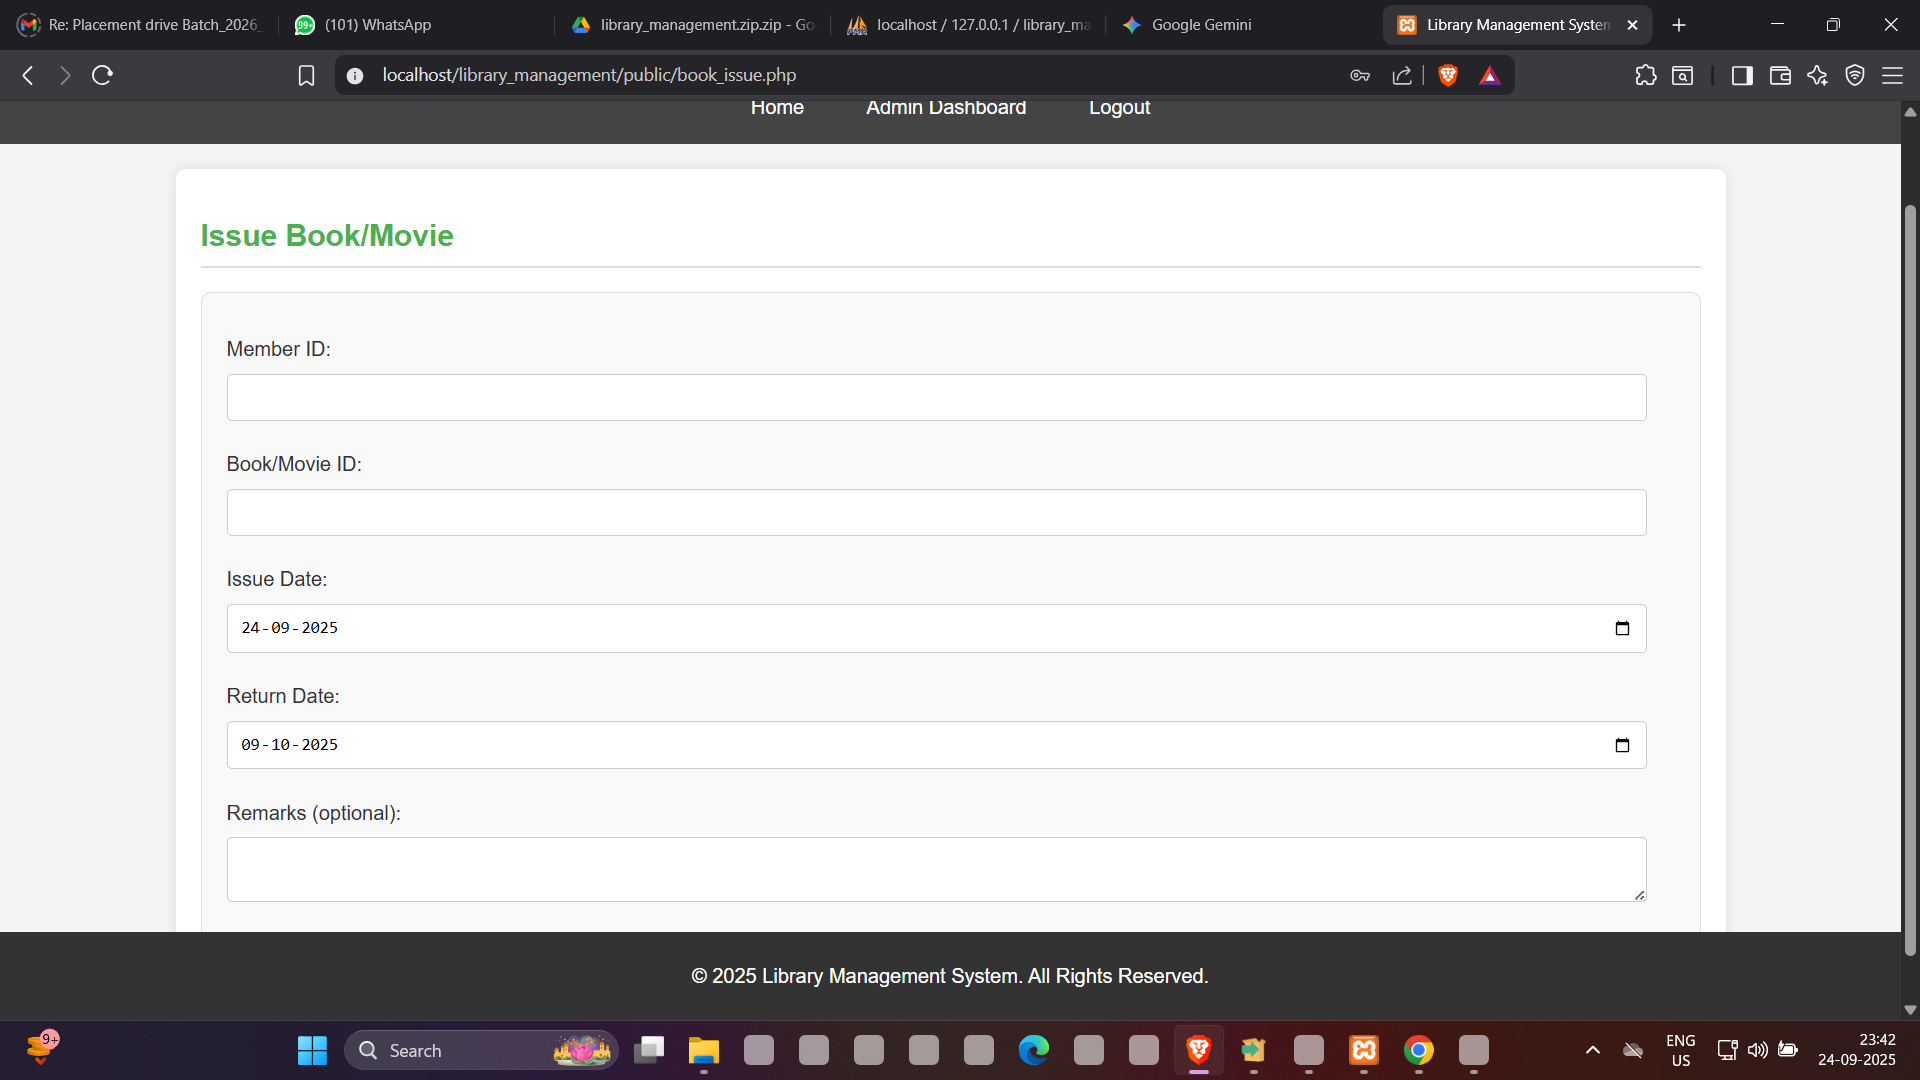 Re: Placement drive Batch_2026_
(101) WhatsApp
library_management.zip.zip - Go
localhost / 127.0.0.1 / library_ma
Google Gemini
Library Management System
localhost/library_management/public/book_issue.php
Home
Admin Dashboard
Logout
Issue Book/Movie
Member ID:
Book/Movie ID:
Issue Date:
24-09-2025
Return Date:
09-10-2025
Remarks (optional):
© 2025 Library Management System. All Rights Reserved.
9+
Search
ENG
US
23:42
24-09-2025